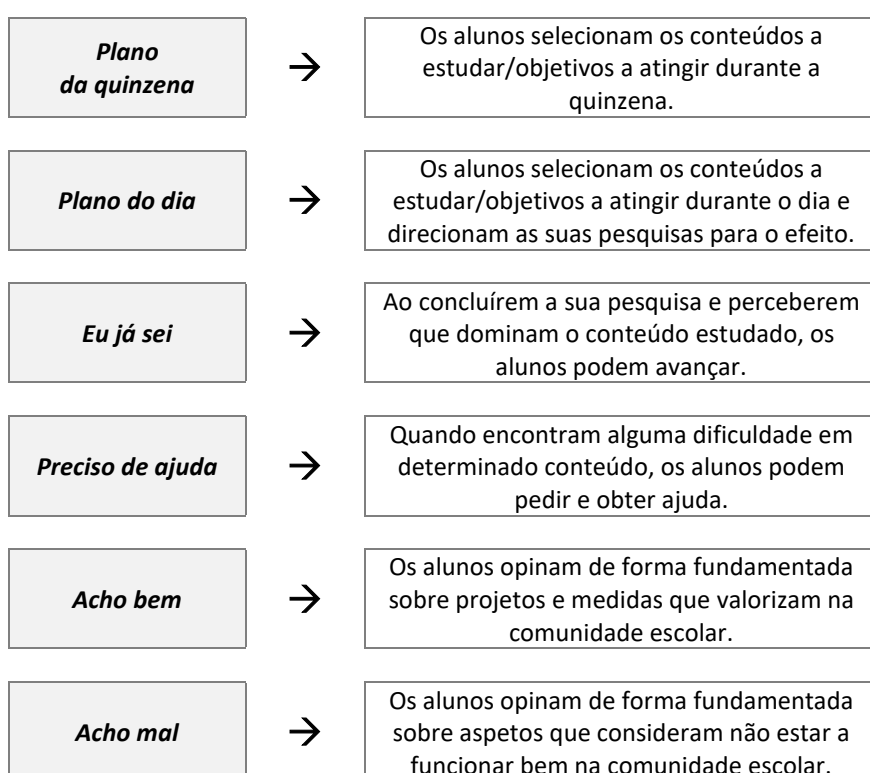 Plano
da quinzena
→
Os alunos selecionam os conteúdos a
estudar/objetivos a atingir durante a
quinzena.
Plano do dia
→
Os alunos selecionam os conteúdos a
estudar/objetivos a atingir durante o dia e
direcionam as suas pesquisas para o efeito.
Eu já sei
→
Ao concluírem a sua pesquisa e perceberem
que dominam o conteúdo estudado, os
alunos podem avançar.
Preciso de ajuda
→
Quando encontram alguma dificuldade em
determinado conteúdo, os alunos podem
pedir e obter ajuda.
Acho bem
→
Os alunos opinam de forma fundamentada
sobre projetos e medidas que valorizam na
comunidade escolar.
Acho mal
→
Os alunos opinam de forma fundamentada
sobre aspetos que consideram não estar a
funcionar bem na comunidade escolar.